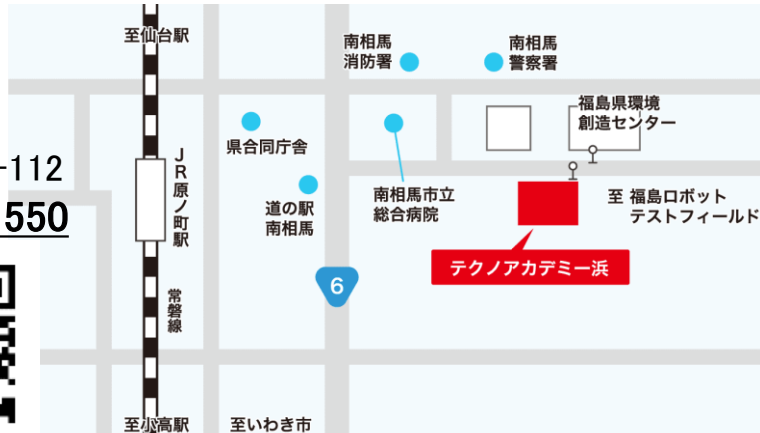 至仙台駅
南相馬
消防署
南相馬
警察署
福島県環境
創造センター
県合同庁舎
-112
550
JR原ノ町駅
道の駅
南相馬
南相馬市立
総合病院
至 福島ロボット
テストフィールド
テクノアカデミー浜
6
常磐線
至小高駅
至いわき市